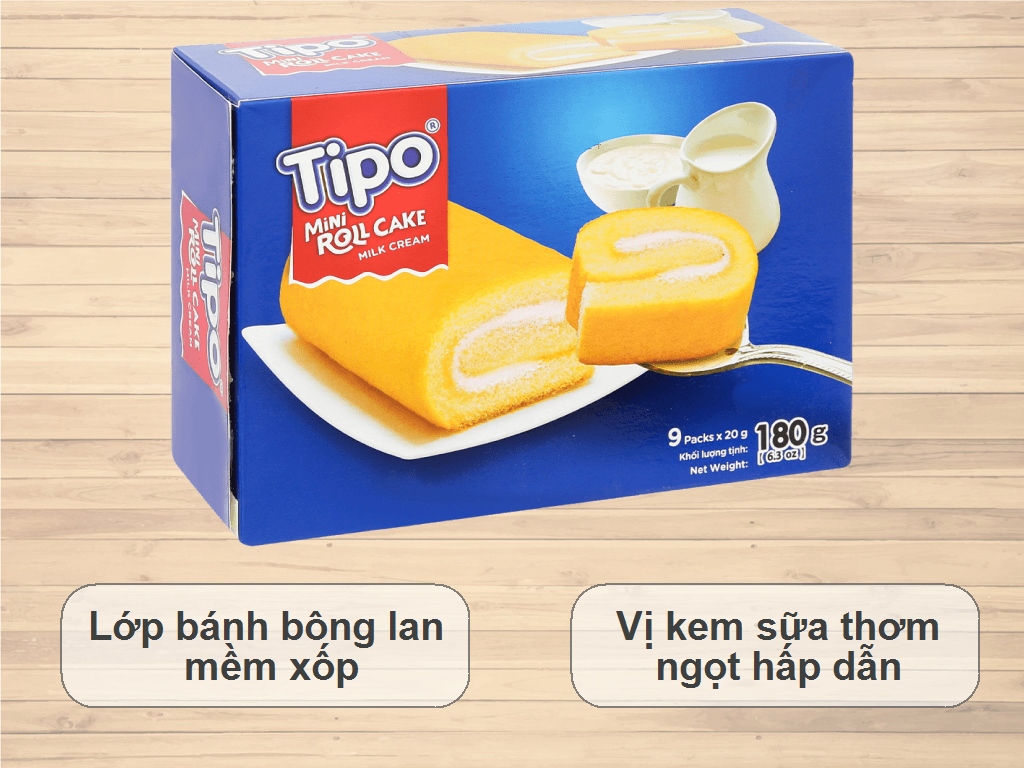 Tipo
MiNi ROLL CAKE
MILK CREAM
Tipo®
MiNi
ROLL CAKE
MILK CREAM
Tipo
MiNi
ROLL CAKE
MILK CREAM
9 Packs x 20 g 180 g
Khối lượng tịnh: [6.3 oz]
Net Weight:
Lớp bánh bông lan
mềm xốp
Vị kem sữa thơm
ngọt hấp dẫn